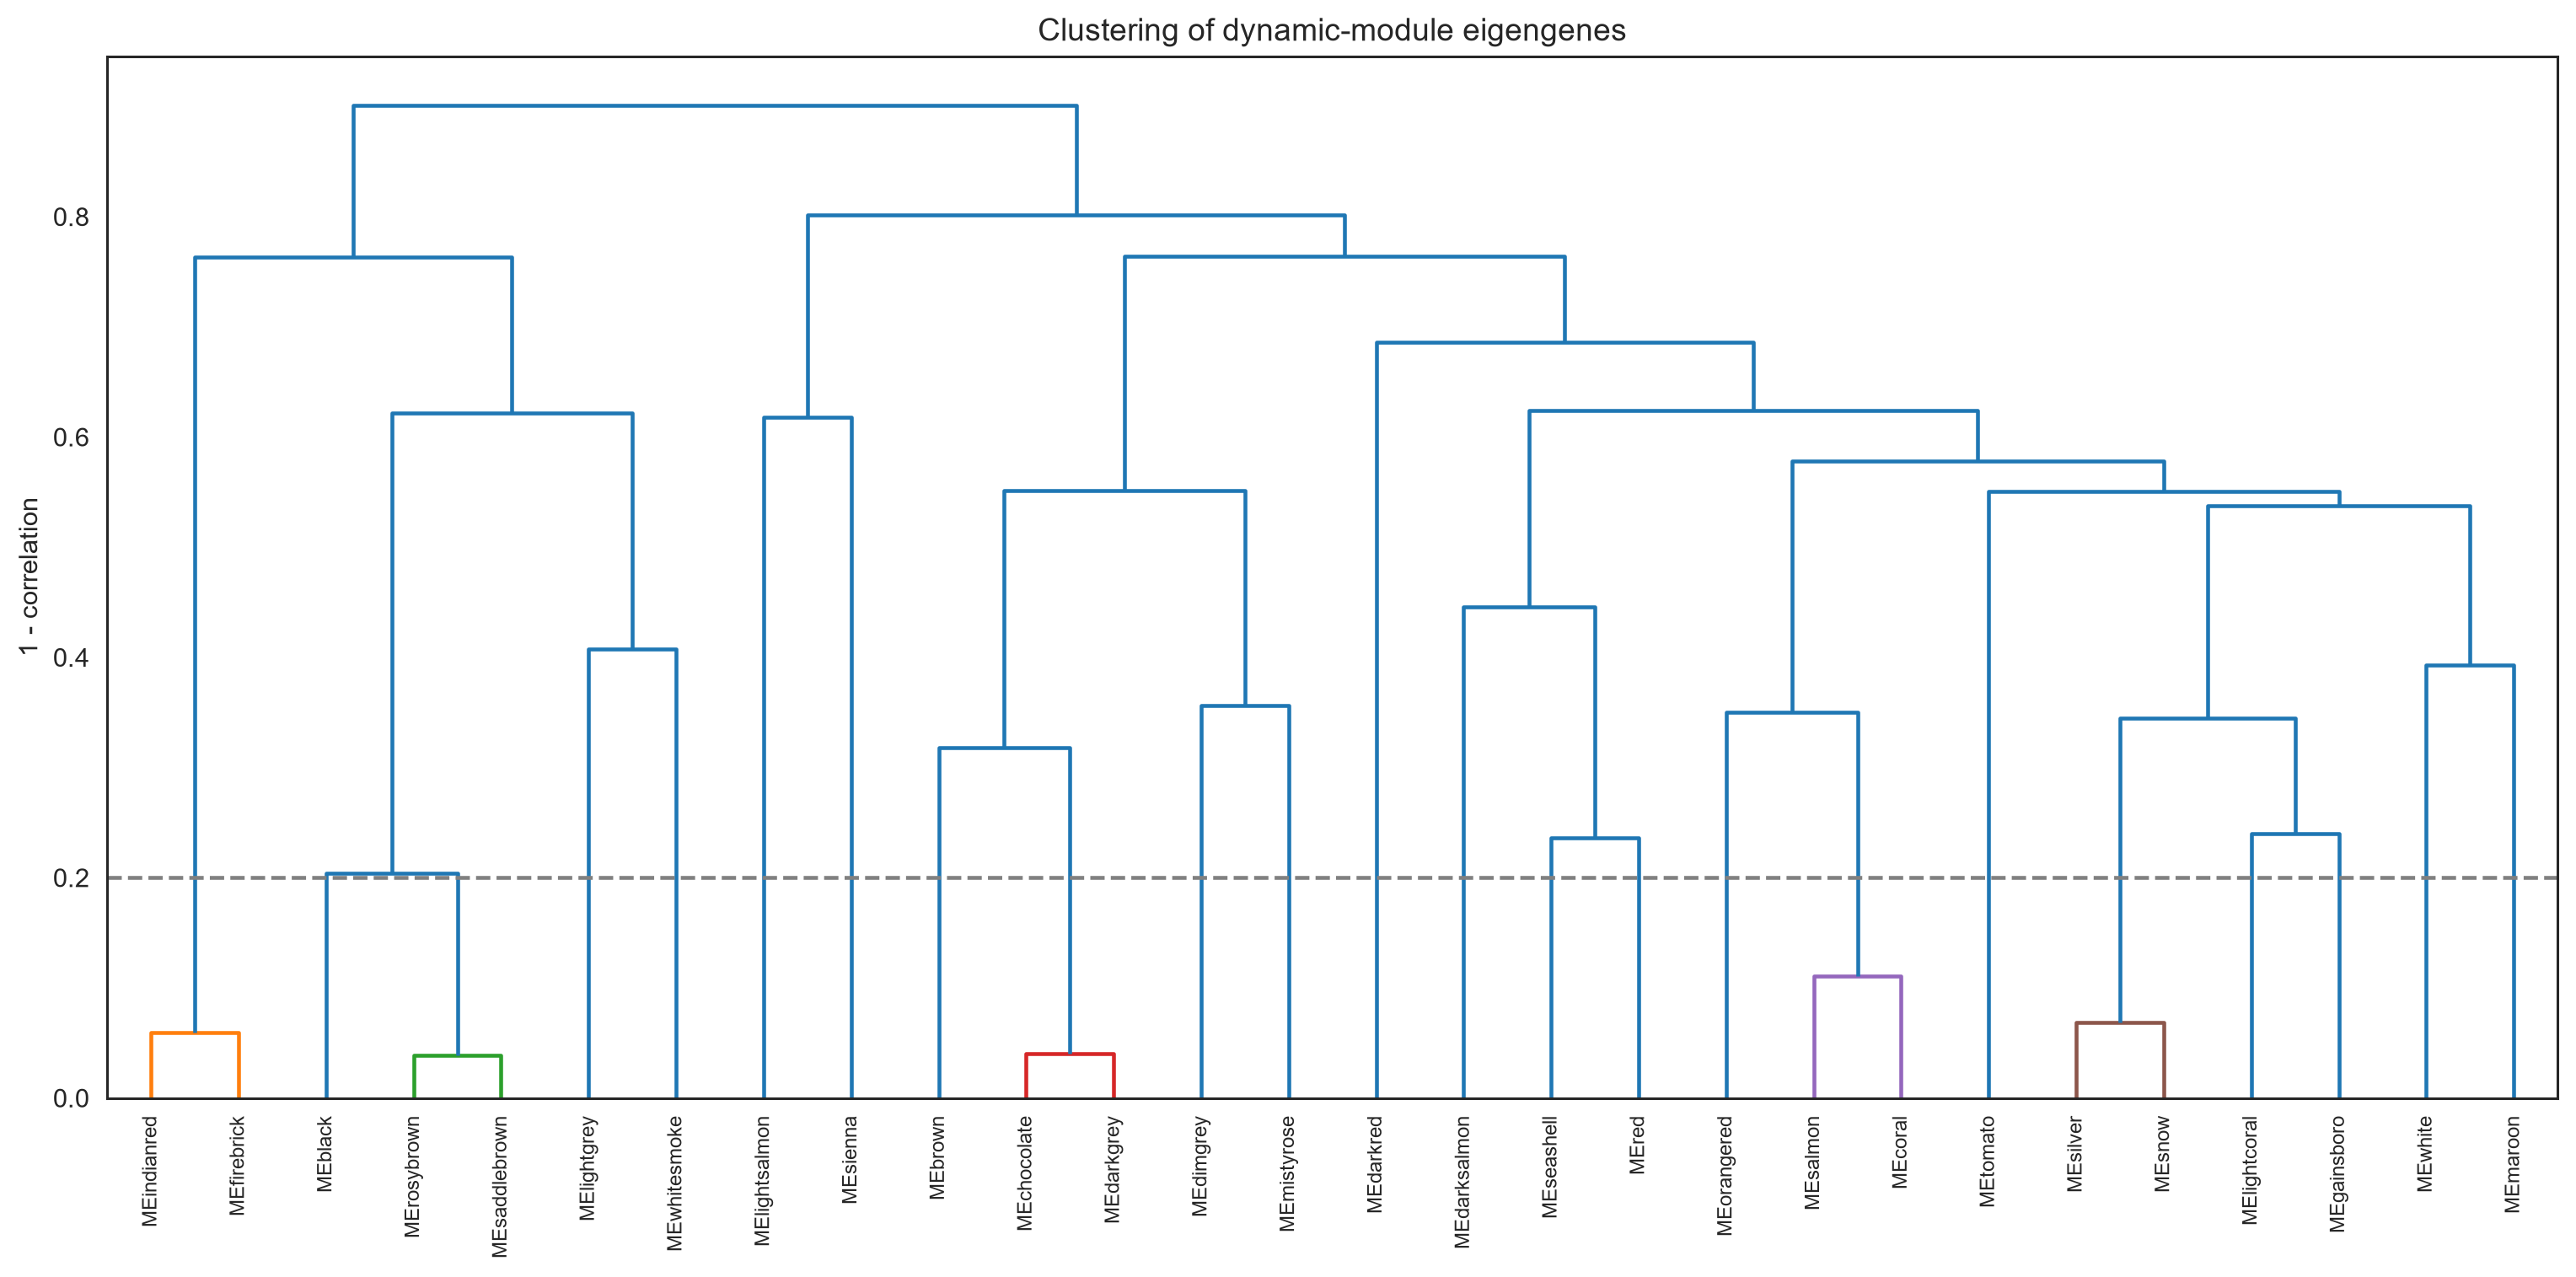 Clustering of dynamic-module eigengenes
1 - correlation
0.8
0.6
0.4
0.2
0.0
MEindianred
MEfirebrick
MEblack
MErosybrown
MEsaddlebrown
MElightgrey
MEwhitesmoke
MElightsalmon
MEsienna
MEbrown
MEchocolate
MEdarkgrey
MEdimgrey
MEmistyrose
MEdarkred
MEdarksalmon
MEseashell
MEred
MEorangered
MEsalmon
MEcoral
MEtomato
MEsilver
MEsnow
MElightcoral
MEgainsboro
MEwhite
MEmaroon